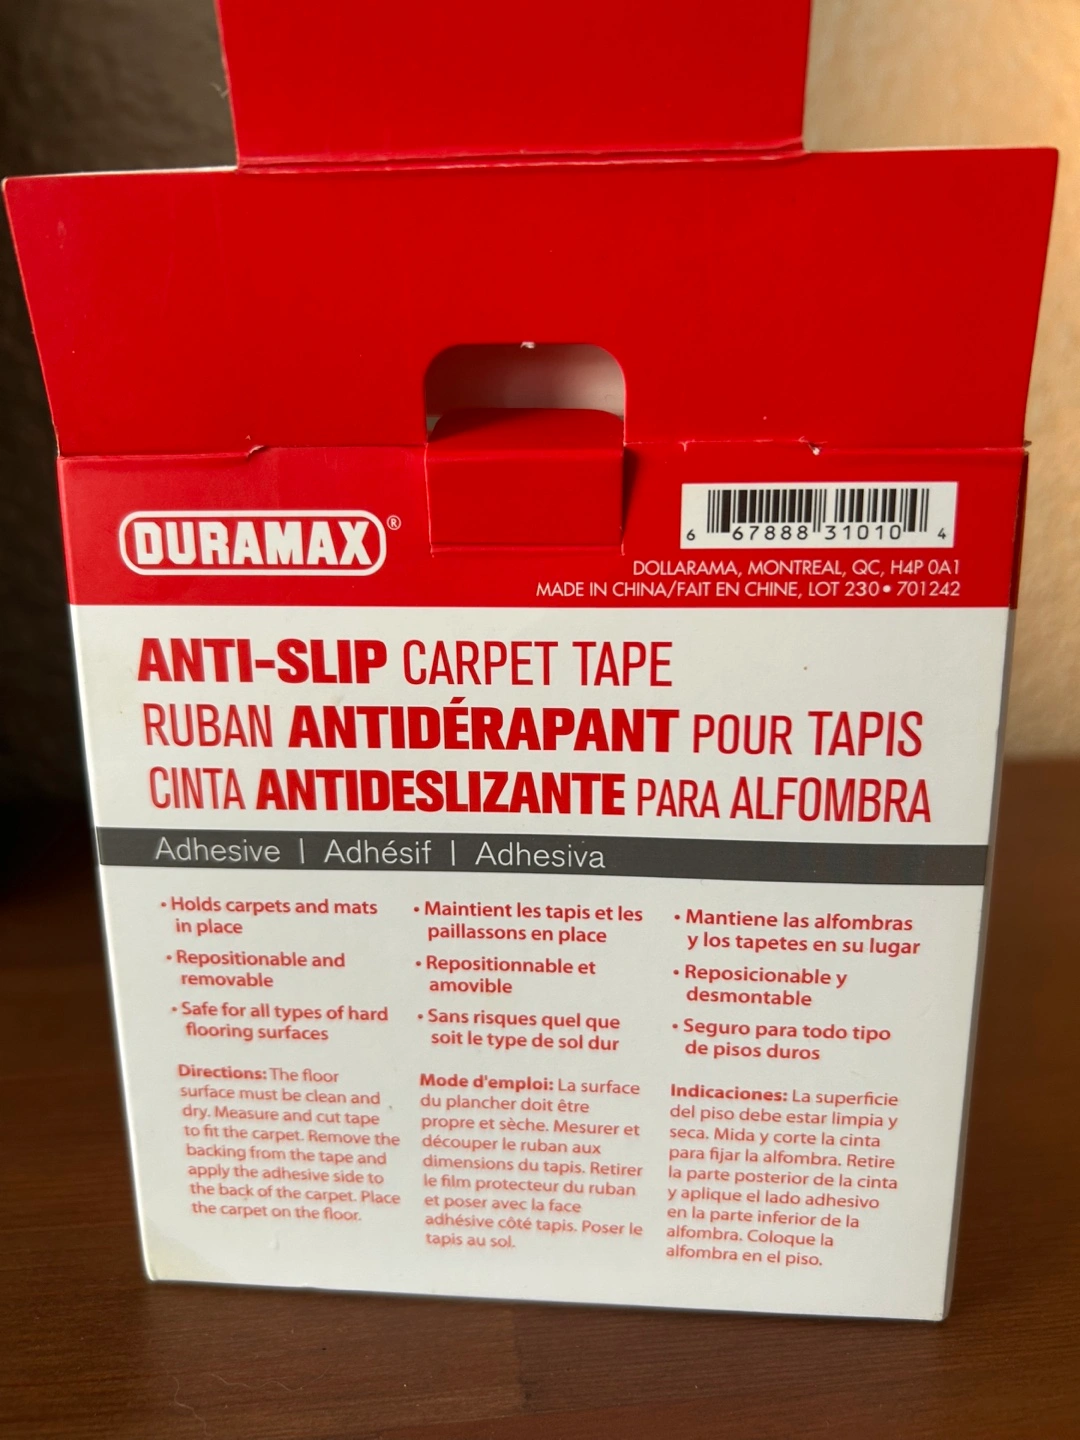 DURAMAX®
6 67888 31010 4
DOLLARAMA, MONTREAL, QC, H4P 0A1
MADE IN CHINA/FAIT EN CHINE, LOT 230 • 701242
ANTI-SLIP CARPET TAPE
RUBAN ANTIDÉRAPANT POUR TAPIS
CINTA ANTIDESLIZANTE PARA ALFOMBRA
Adhesive | Adhésif | Adhesiva
• Holds carpets and mats
in place
• Repositionable and
removable
• Safe for all types of hard
flooring surfaces
Directions: The floor
surface must be clean and
dry. Measure and cut tape
to fit the carpet. Remove the
backing from the tape and
apply the adhesive side to
the back of the carpet. Place
the carpet on the floor.
• Maintient les tapis et les
paillassons en place
• Repositionnable et
amovible
• Sans risques quel que
soit le type de sol dur
Mode d'emploi: La surface
du plancher doit être
propre et sèche. Mesurer et
découper le ruban aux
dimensions du tapis. Retirer
le film protecteur du ruban
et poser avec la face
adhésive côté tapis. Poser le
tapis au sol.
• Mantiene las alfombras
y los tapetes en su lugar
• Reposicionable y
desmontable
• Seguro para todo tipo
de pisos duros
Indicaciones: La superficie
del piso debe estar limpia y
seca. Mida y corte la cinta
para fijar la alfombra. Retire
la parte posterior de la cinta
y aplique el lado adhesivo
en la parte inferior de la
alfombra. Coloque la
alfombra en el piso.